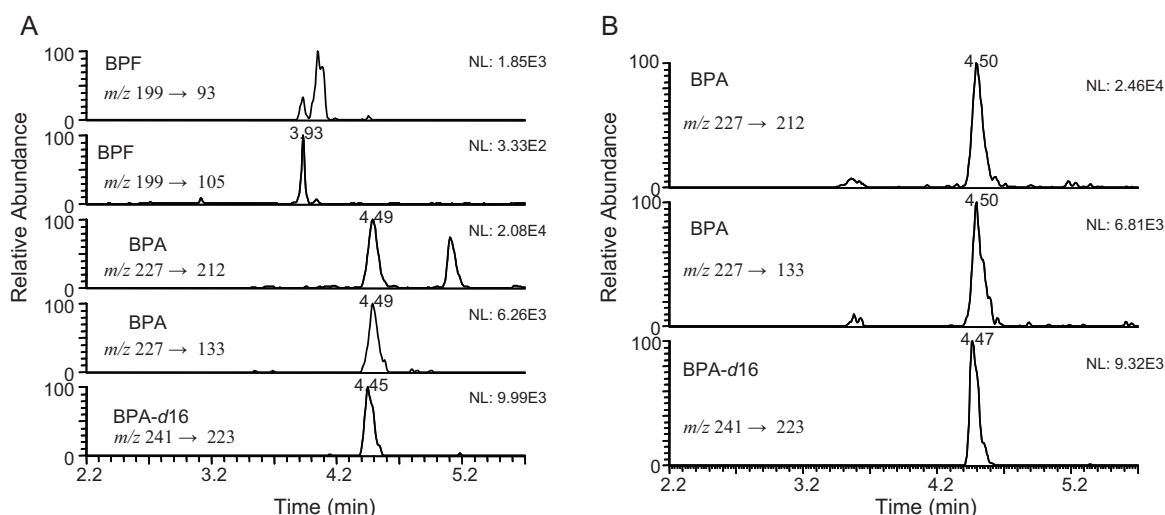 A
Relative Abundance
100
0
BPF
m/z 199 → 93
NL: 1.85E3
100
0
BPF
m/z 199 → 105
3.93
NL: 3.33E2
100
0
BPA
m/z 227 → 212
4.49
NL: 2.08E4
100
0
BPA
m/z 227 → 133
4.49
NL: 6.26E3
100
0
BPA-d16
m/z 241 → 223
4.45
NL: 9.99E3
2.2 3.2 4.2 5.2
Time (min)
B
Relative Abundance
100
0
BPA
m/z 227 → 212
4.50
NL: 2.46E4
100
0
BPA
m/z 227 → 133
4.50
NL: 6.81E3
100
0
BPA-d16
m/z 241 → 223
4.47
NL: 9.32E3
2.2 3.2 4.2 5.2
Time (min)